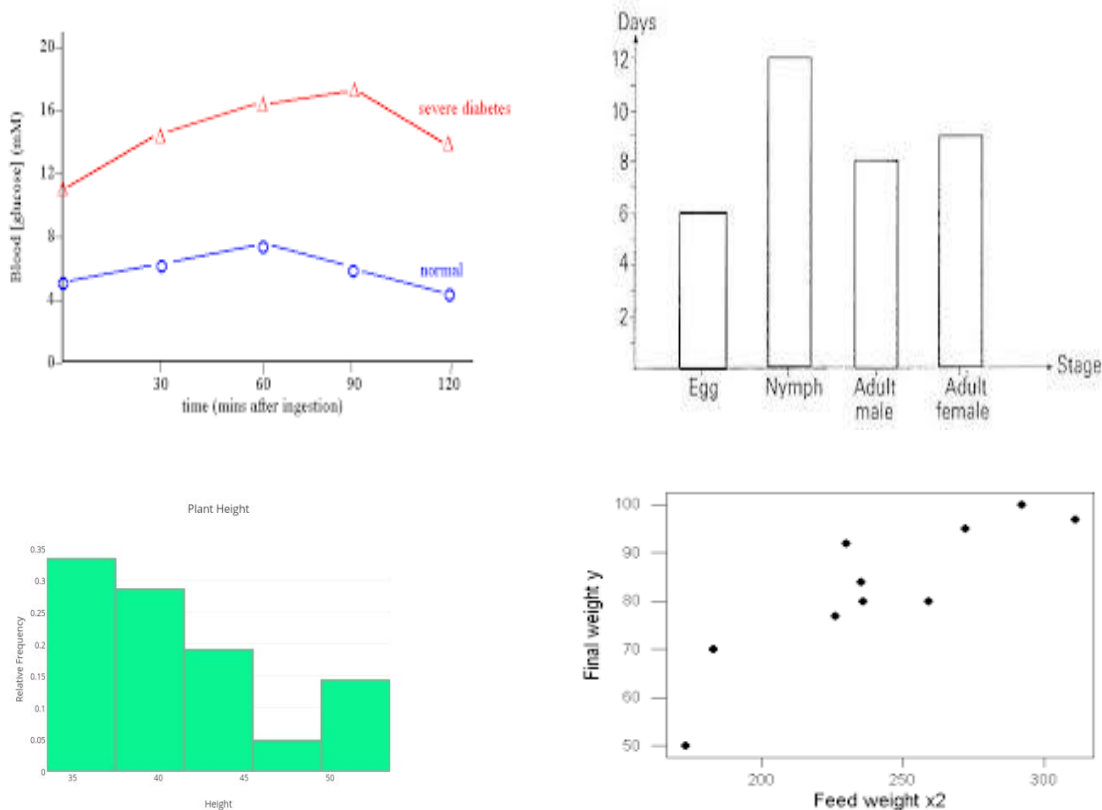 20
16
12
8
4
0
Blood [glucose] (mM)
severe diabetes
normal
30 60 90 120
time (mins after ingestion)
Days
12
10
8
6
4
2
Stage
Egg Nymph Adult male Adult female
Plant Height
0.35
0.3
0.25
0.2
0.15
0.1
0.05
0
Relative Frequency
35 40 45 50
Height
100
90
80
70
60
50
Final weight y
200 250 300
Feed weight x2